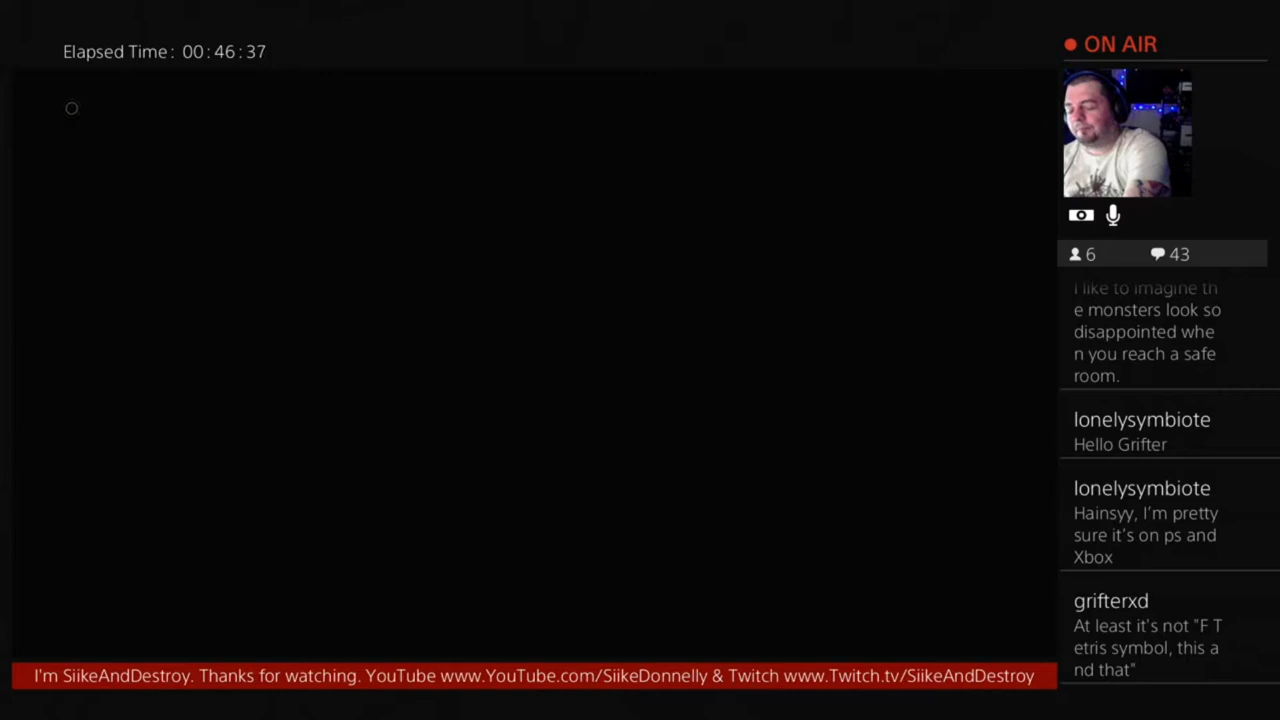 Elapsed Time: 00:46:37
ON AIR
6 43
I like to imagine th
e monsters look so
disappointed whe
n you reach a safe
room.
lonelysymbiote
Hello Grifter
lonelysymbiote
Hainsyy, I'm pretty
sure it's on ps and
Xbox
grifterxd
At least it's not "F T
etris symbol, this a
nd that"
I'm SiikeAndDestroy. Thanks for watching. YouTube www.YouTube.com/SiikeDonnelly & Twitch www.Twitch.tv/SiikeAndDestroy